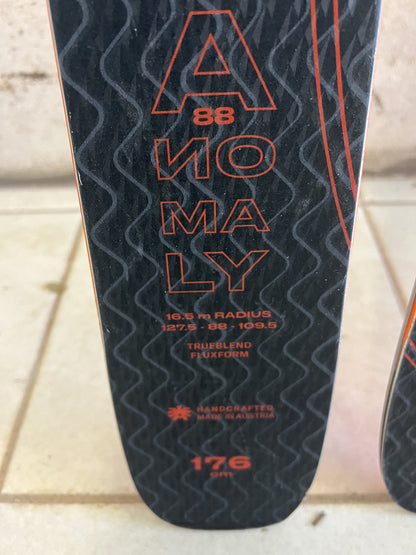 A
88
NO
MA
LY
16.5 m RADIUS
127.5 - 88 - 109.5
TRUEBLEND
FLUXFORM
HANDCRAFTED
MADE IN AUSTRIA
176
cm